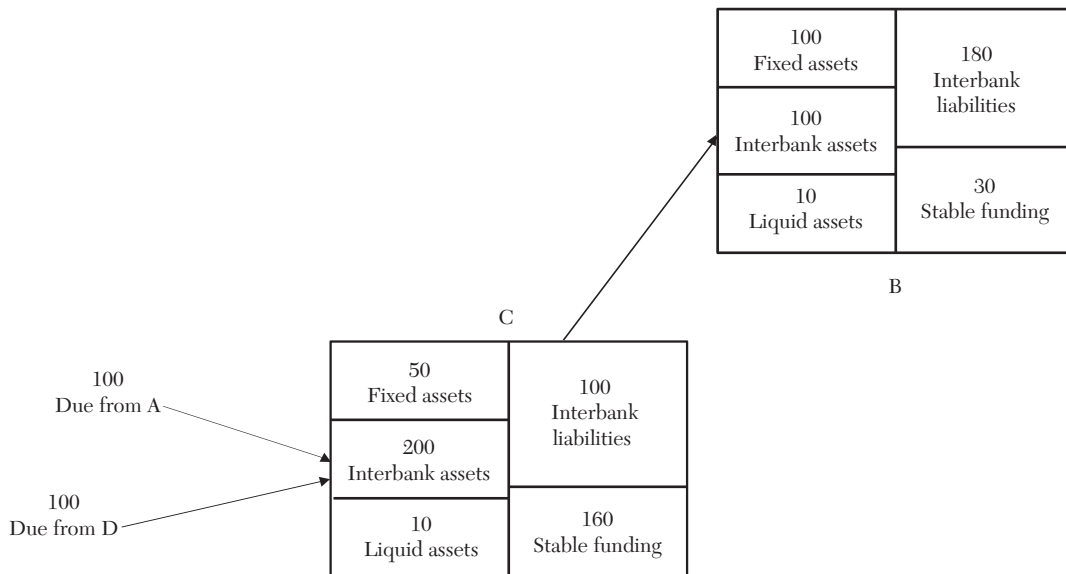 100
Fixed assets
180
Interbank
liabilities
100
Interbank assets
10
Liquid assets
30
Stable funding
B
C
100
Due from A
100
Due from D
50
Fixed assets
100
Interbank
liabilities
200
Interbank assets
10
Liquid assets
160
Stable funding